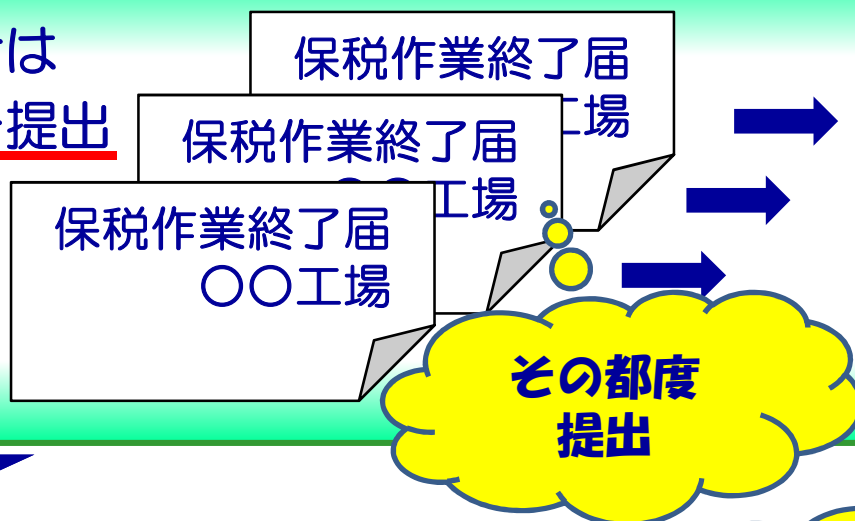 は
提出
保税作業終了届
工場
保税作業終了届
工場
保税作業終了届
〇〇工場
その都度
提出